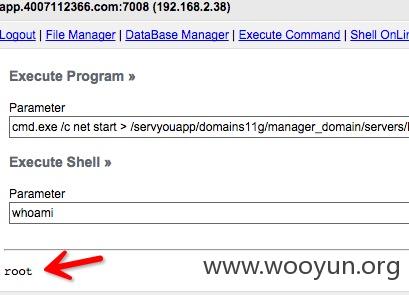 app.4007112366.com:7008 (192.168.2.38)
Logout | File Manager | DataBase Manager | Execute Command | Shell OnLin
Execute Program »
Parameter
cmd.exe /c net start > /servyouapp/domains11g/manager_domain/servers/
Execute Shell »
Parameter
whoami
root
www.wooyun.org